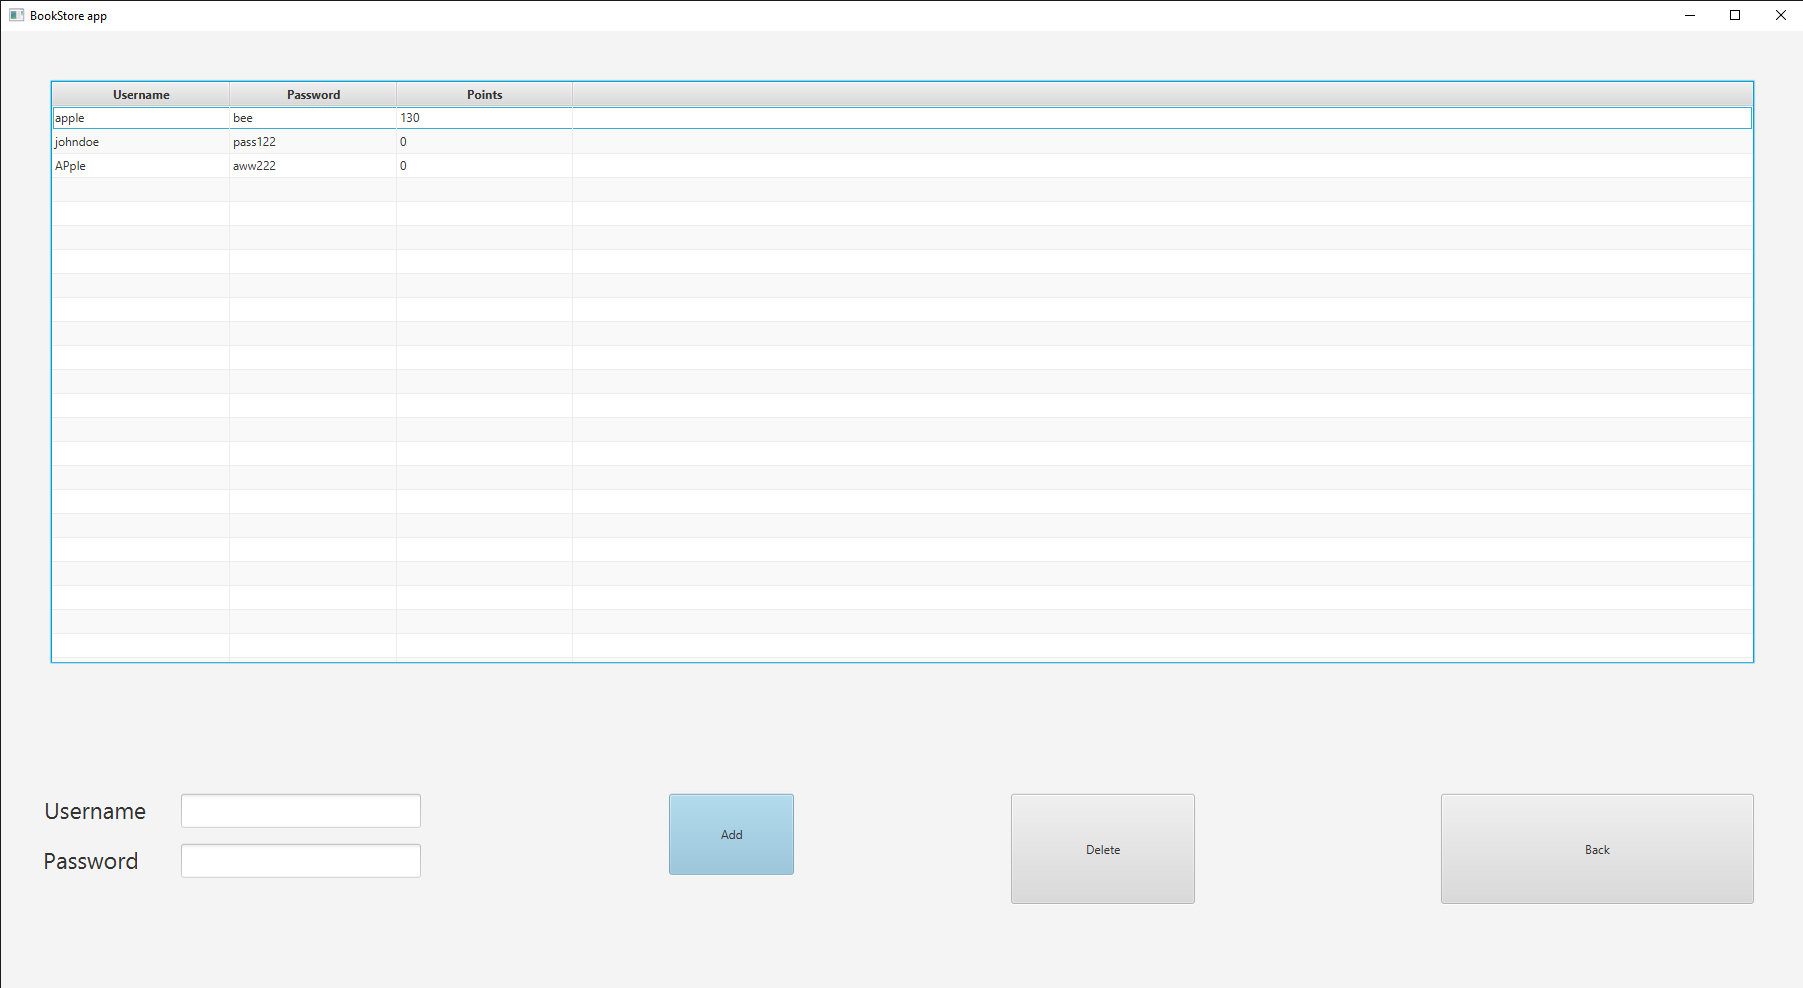 BookStore app
Username Password Points
apple bee 130
johndoe pass122 0
APple aww222 0
Username
Password
Add
Delete
Back